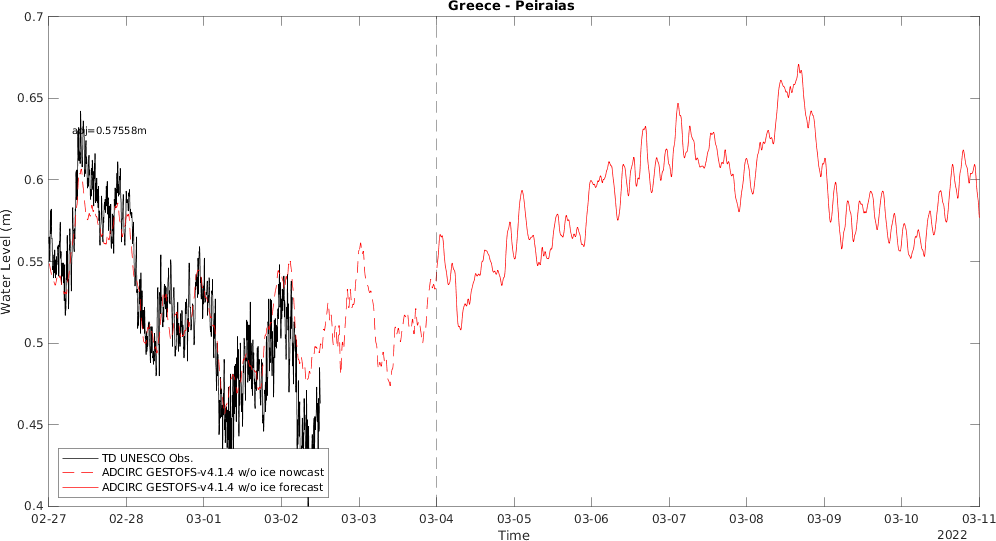 Greece - Peiraias
Water Level (m)
0.7
0.65
0.6
0.55
0.5
0.45
0.4
adj=0.57558m
TD UNESCO Obs.
ADCIRC GESTOFS-v4.1.4 w/o ice nowcast
ADCIRC GESTOFS-v4.1.4 w/o ice forecast
02-27 02-28 03-01 03-02 03-03 03-04 03-05 03-06 03-07 03-08 03-09 03-10 03-11
Time
2022